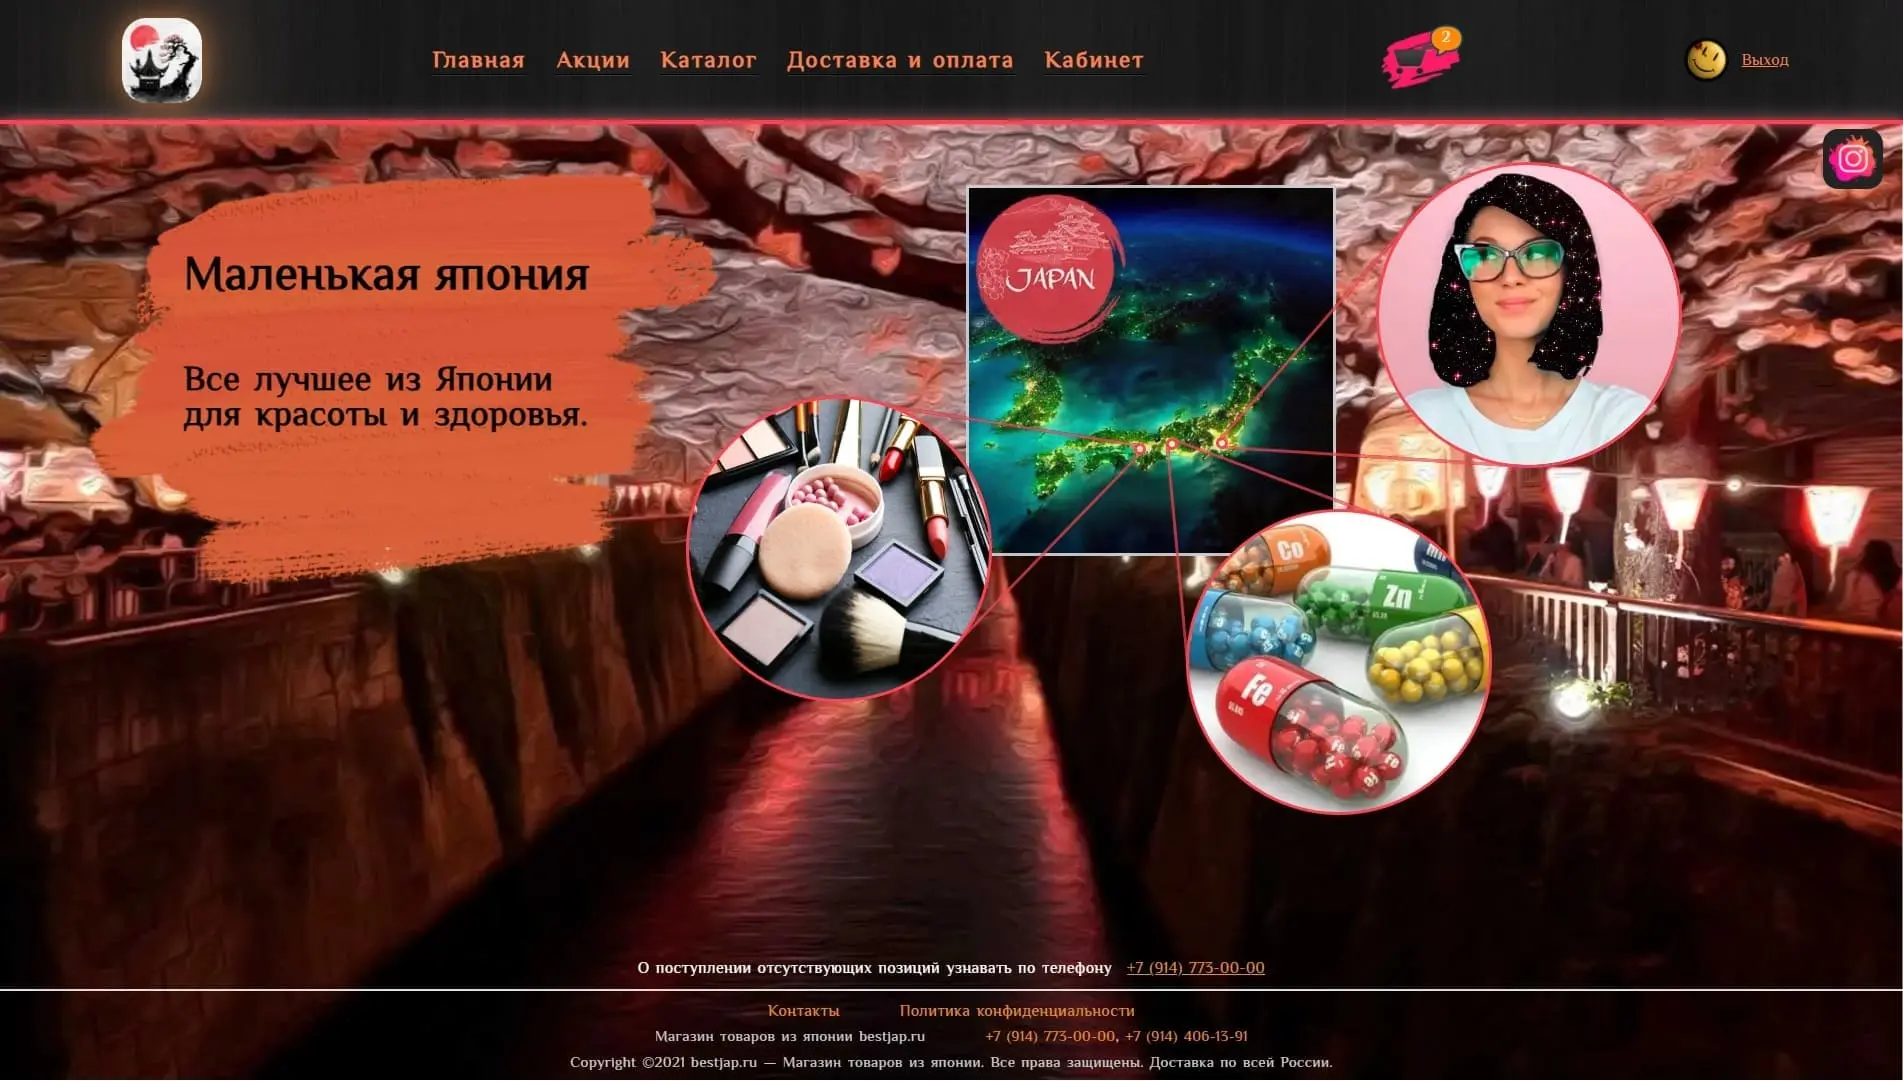 Главная Акции Каталог Доставка и оплата Кабинет 2 Выход
Маленькая япония
Все лучшее из Японии
для красоты и здоровья.
JAPAN
Co
Zn
Fe
О поступлении отсутствующих позиций узнавать по телефону +7 (914) 773-00-00
Контакты Политика конфиденциальности
Магазин товаров из японии bestjap.ru +7 (914) 773-00-00, +7 (914) 406-13-91
Copyright ©2021 bestjap.ru — Магазин товаров из японии. Все права защищены. Доставка по всей России.